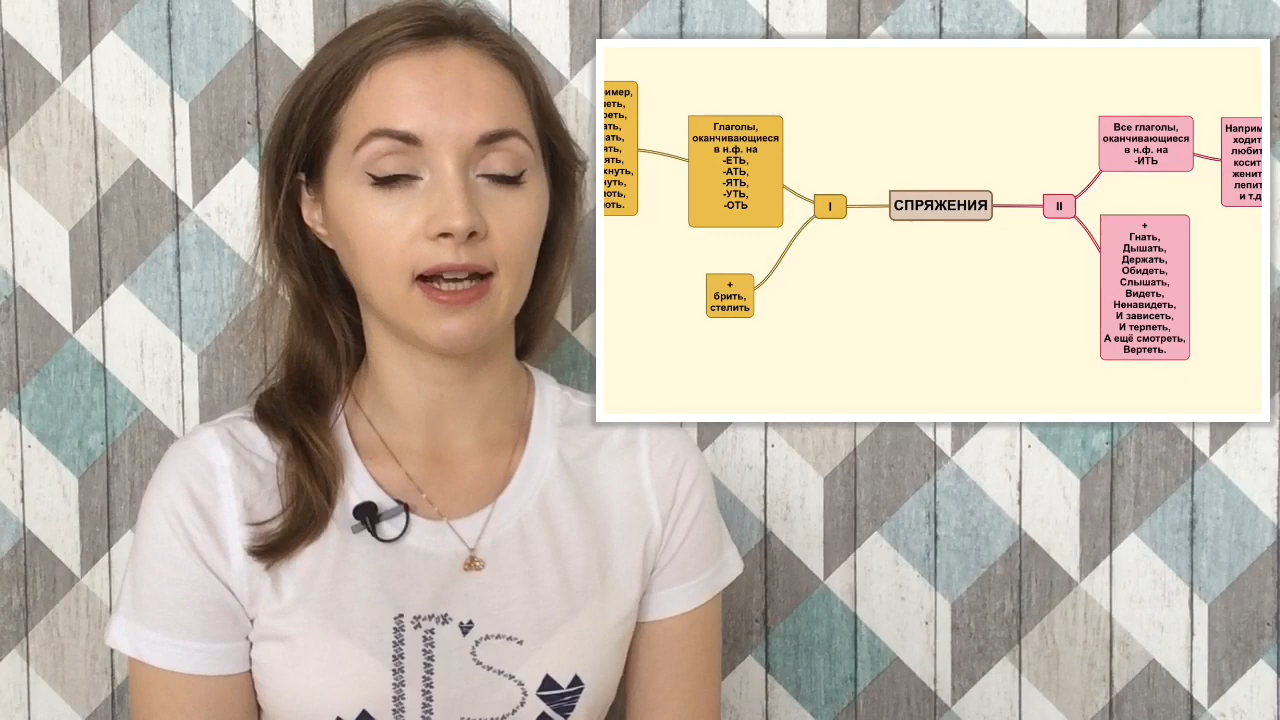 Глаголы,
оканчивающиеся
в н.ф. на
-ЕТЬ,
-АТЬ,
-ЯТЬ,
-УТЬ,
-ОТЬ
+
брить,
стелить
I
СПРЯЖЕНИЯ
II
Все глаголы,
оканчивающиеся
в н.ф. на
-ИТЬ
+
Гнать,
Дышать,
Держать,
Обидеть,
Слышать,
Видеть,
Ненавидеть,
И зависеть,
И терпеть,
А ещё смотреть,
Вертеть.
и т.д
IT'S